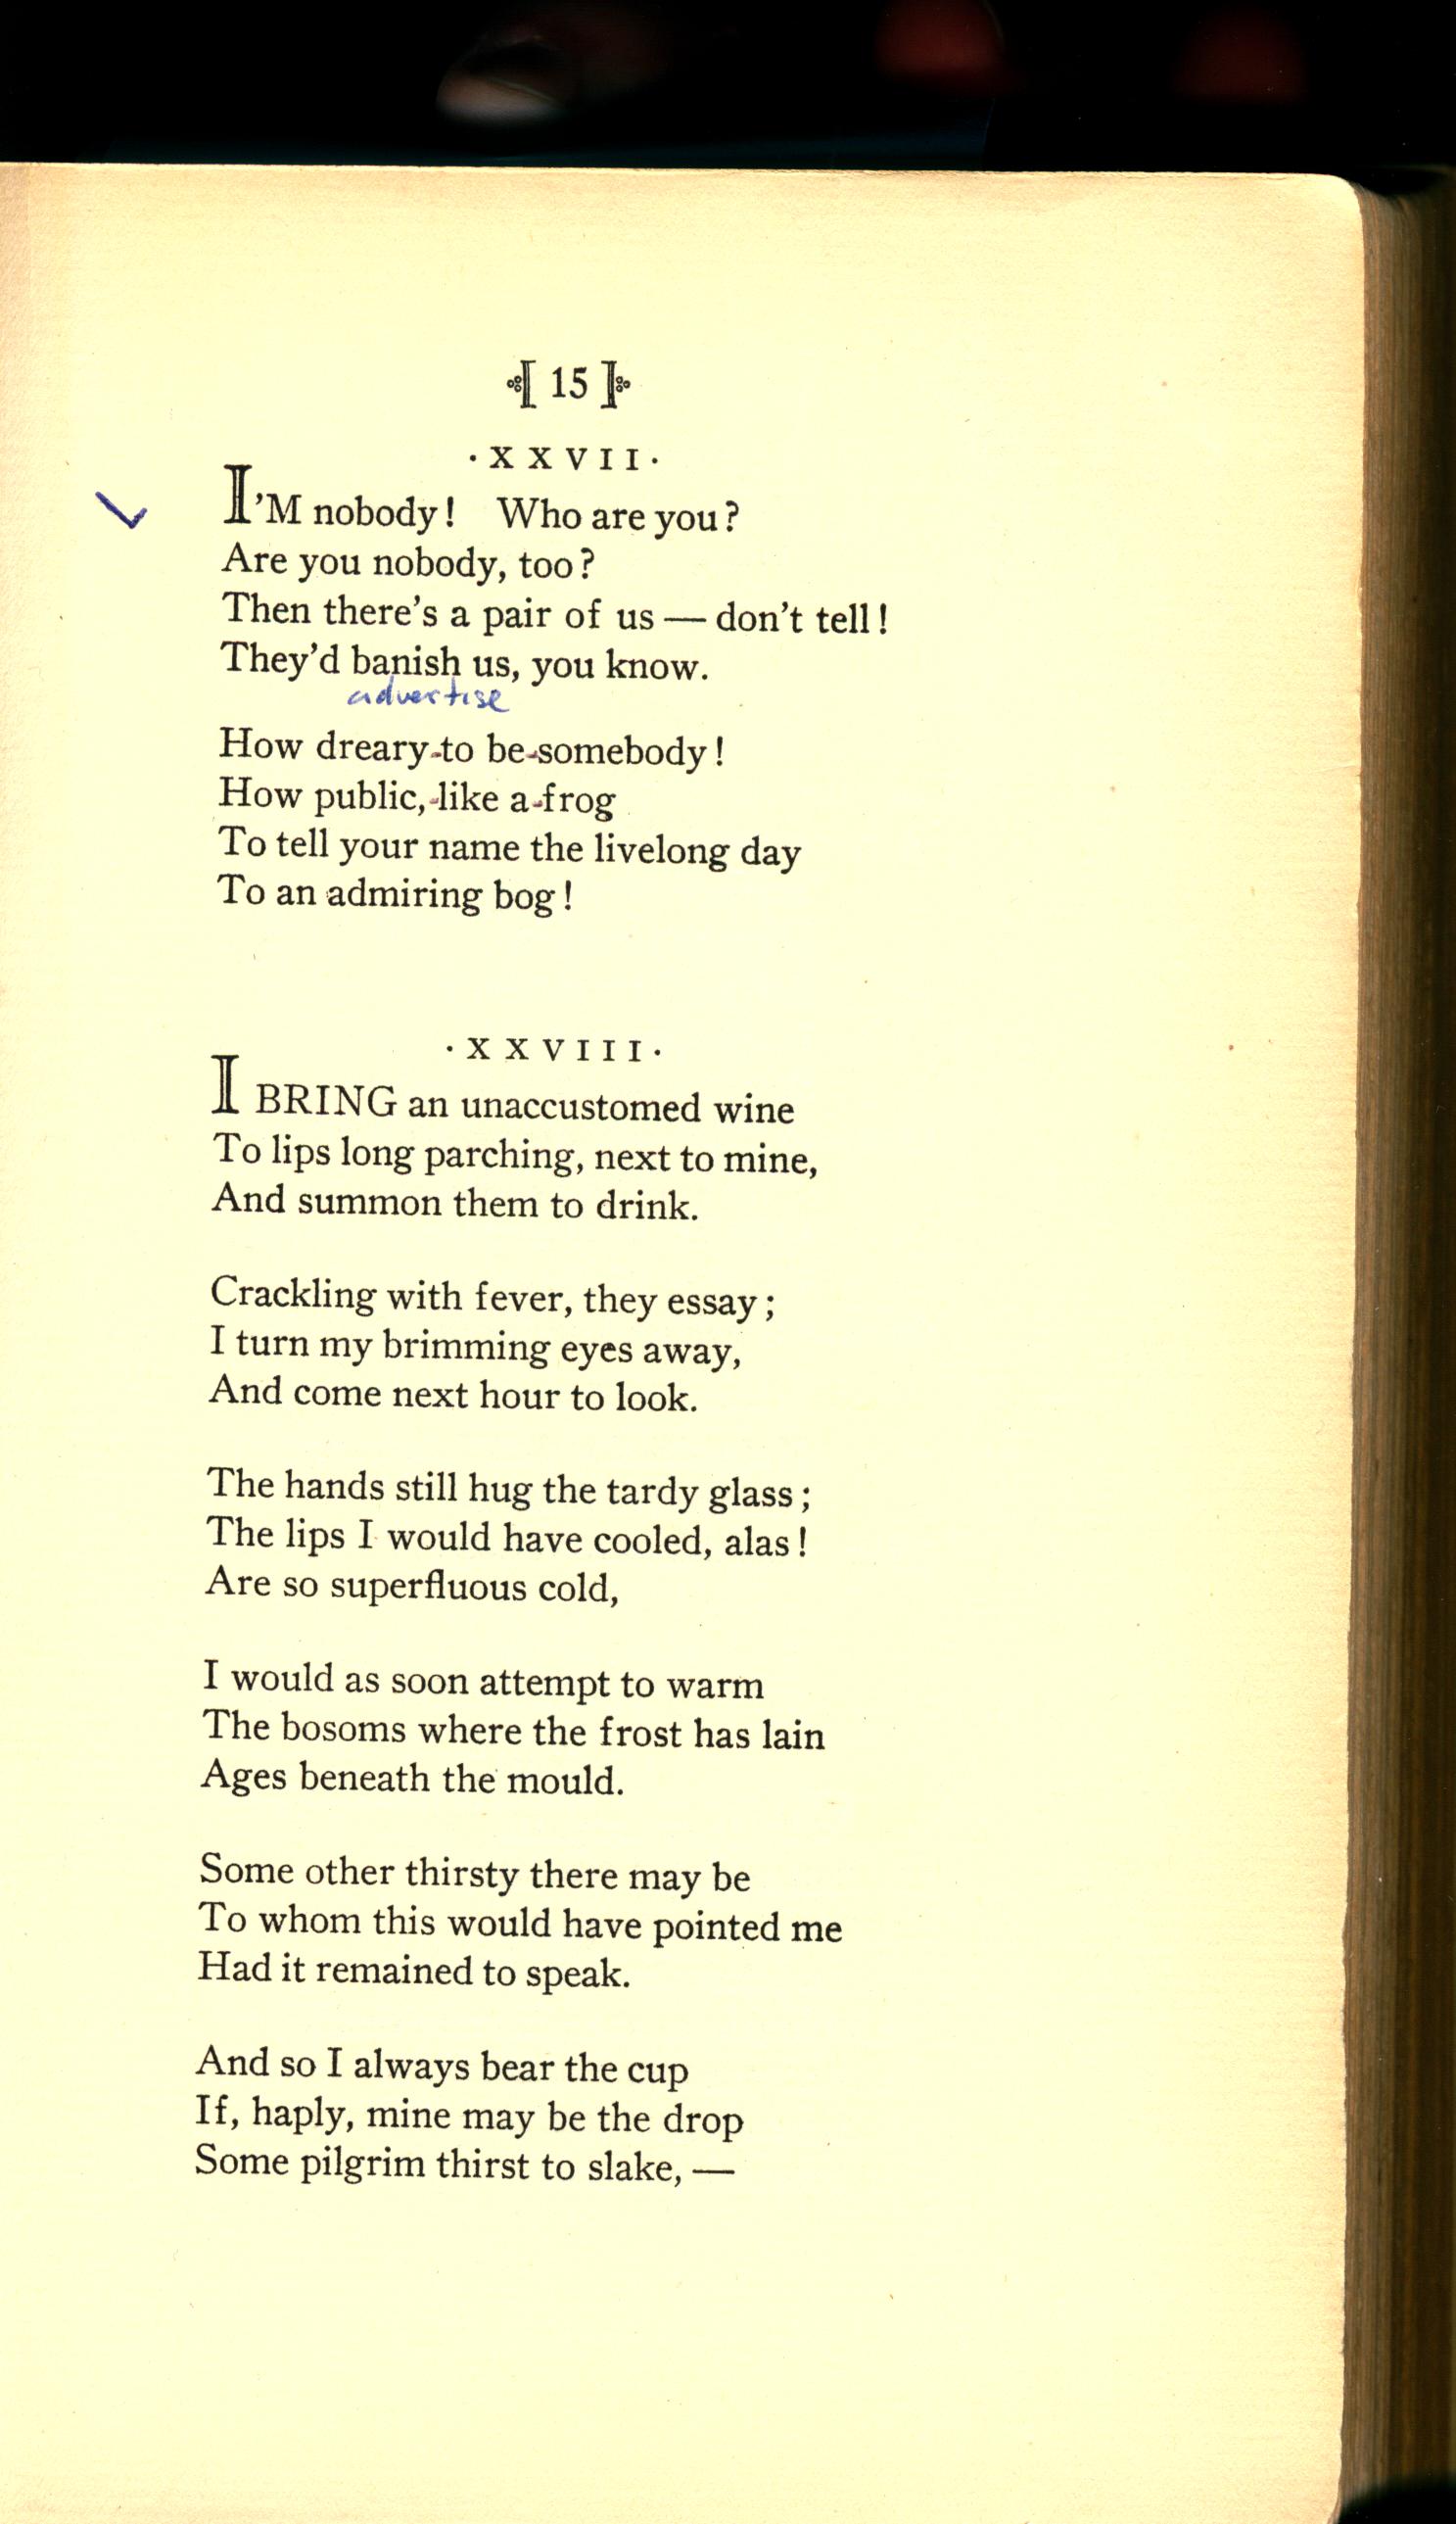 15
·XXVII·
I'M nobody! Who are you?
Are you nobody, too?
Then there's a pair of us — don't tell!
They'd banish us, you know.
advertise
How dreary-to be-somebody!
How public,-like a-frog
To tell your name the livelong day
To an admiring bog!
·XXVIII·
I BRING an unaccustomed wine
To lips long parching, next to mine,
And summon them to drink.
Crackling with fever, they essay;
I turn my brimming eyes away,
And come next hour to look.
The hands still hug the tardy glass;
The lips I would have cooled, alas!
Are so superfluous cold,
I would as soon attempt to warm
The bosoms where the frost has lain
Ages beneath the mould.
Some other thirsty there may be
To whom this would have pointed me
Had it remained to speak.
And so I always bear the cup
If, haply, mine may be the drop
Some pilgrim thirst to slake, —